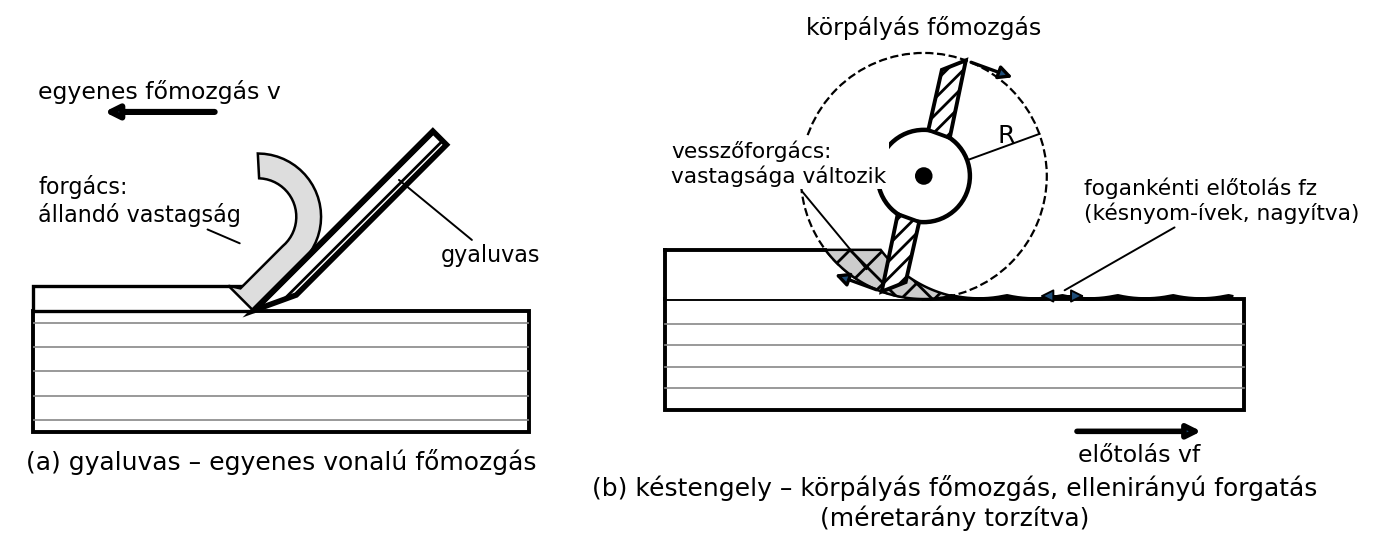 egyenes főmozgás v
forgács:
állandó vastagság
gyaluvas
(a) gyaluvas – egyenes vonalú főmozgás
körpályás főmozgás
R
vesszőforgács:
vastagsága változik
fogankénti előtolás fz
(késnyom-ívek, nagyítva)
előtolás vf
(b) késtengely – körpályás főmozgás, ellenirányú forgatás
(méretarány torzítva)